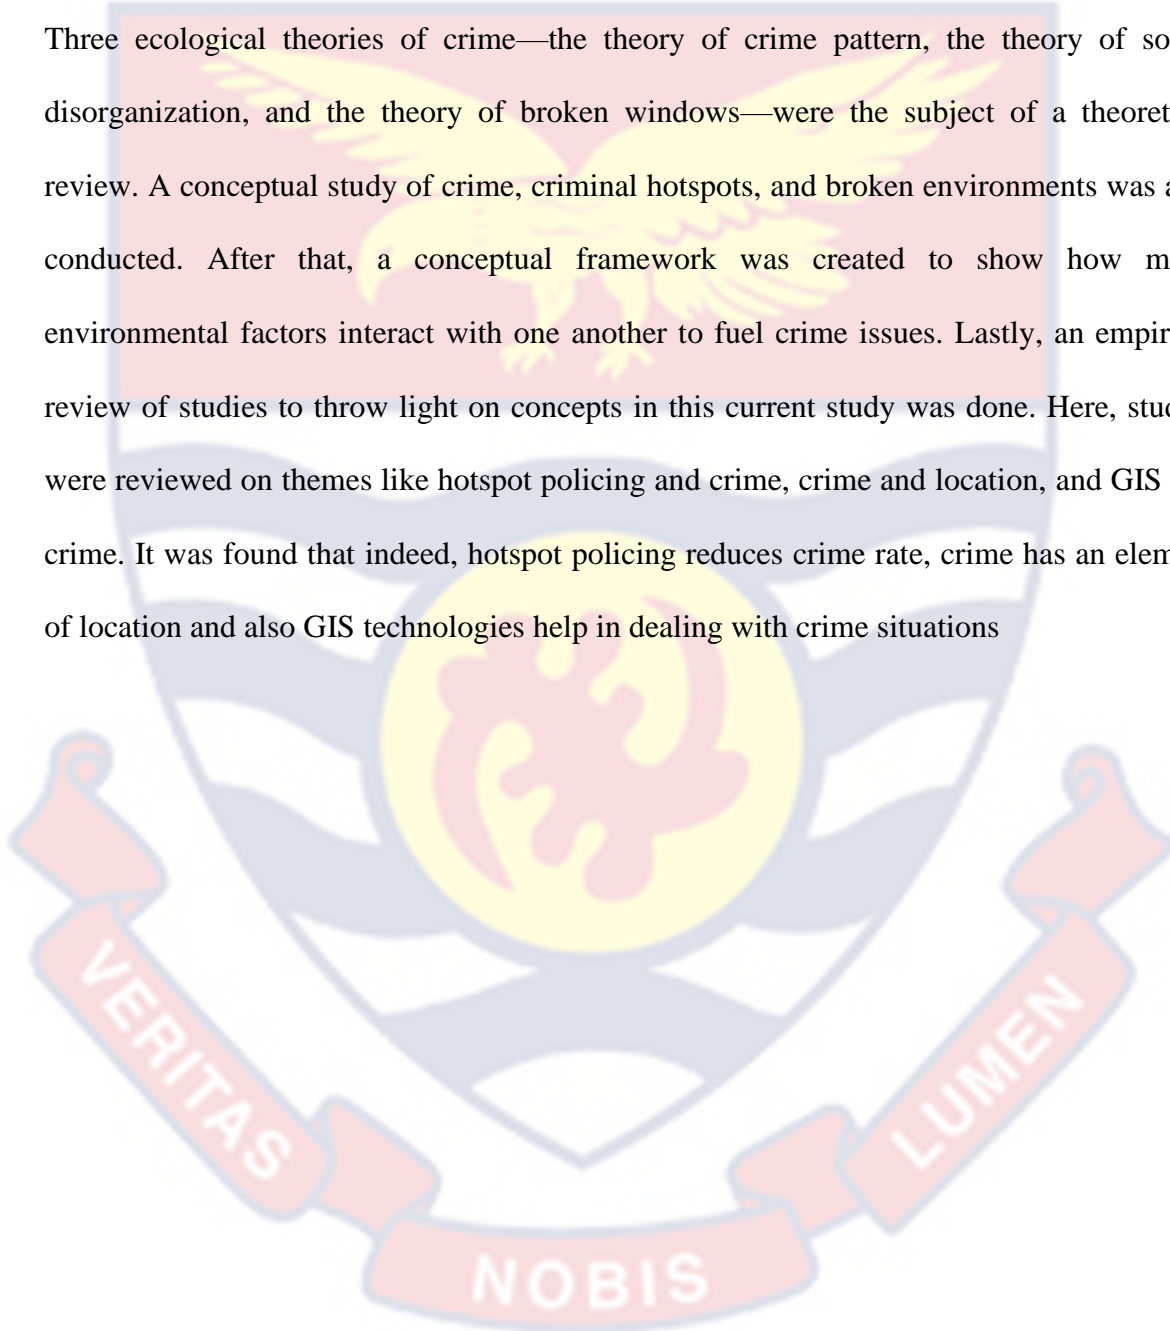 Three ecological theories of crime—the theory of crime pattern, the theory of so
disorganization, and the theory of broken windows—were the subject of a theoret
review. A conceptual study of crime, criminal hotspots, and broken environments was a
conducted. After that, a conceptual framework was created to show how m
environmental factors interact with one another to fuel crime issues. Lastly, an empir
review of studies to throw light on concepts in this current study was done. Here, stud
were reviewed on themes like hotspot policing and crime, crime and location, and GIS
crime. It was found that indeed, hotspot policing reduces crime rate, crime has an elem
of location and also GIS technologies help in dealing with crime situations
VERITAS
NOBIS
LUMEN